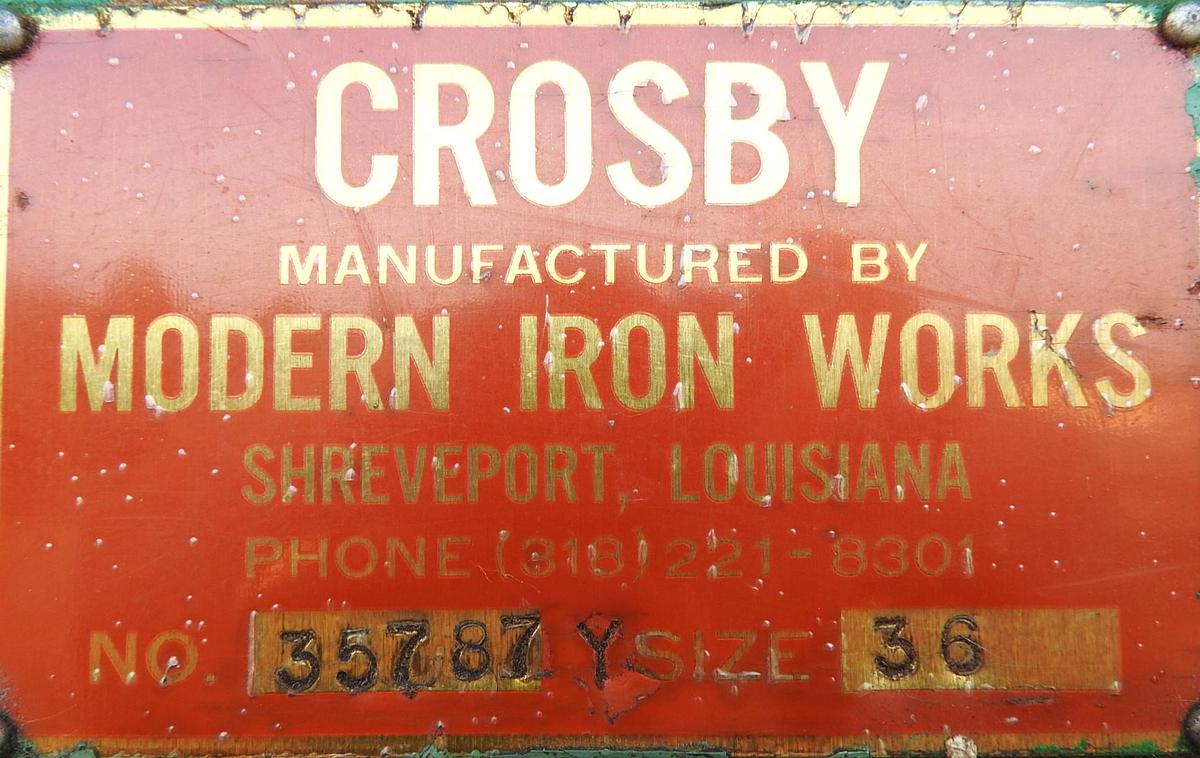 CROSBY
MANUFACTURED BY
MODERN IRON WORKS
SHREVEPORT, LOUISIANA
PHONE (318) 221-8301
NO. 35787 Y SIZE 36